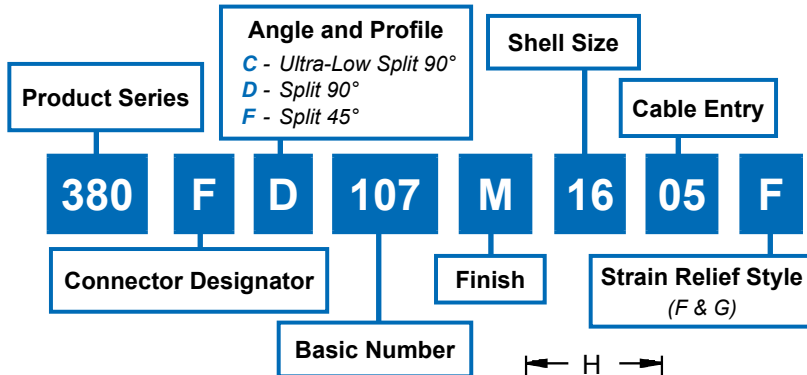 Angle and Profile
C - Ultra-Low Split 90°
D - Split 90°
F - Split 45°
Shell Size
Product Series
Cable Entry
380 F D 107 M 16 05 F
Connector Designator
Finish
Strain Relief Style
(F & G)
Basic Number
H